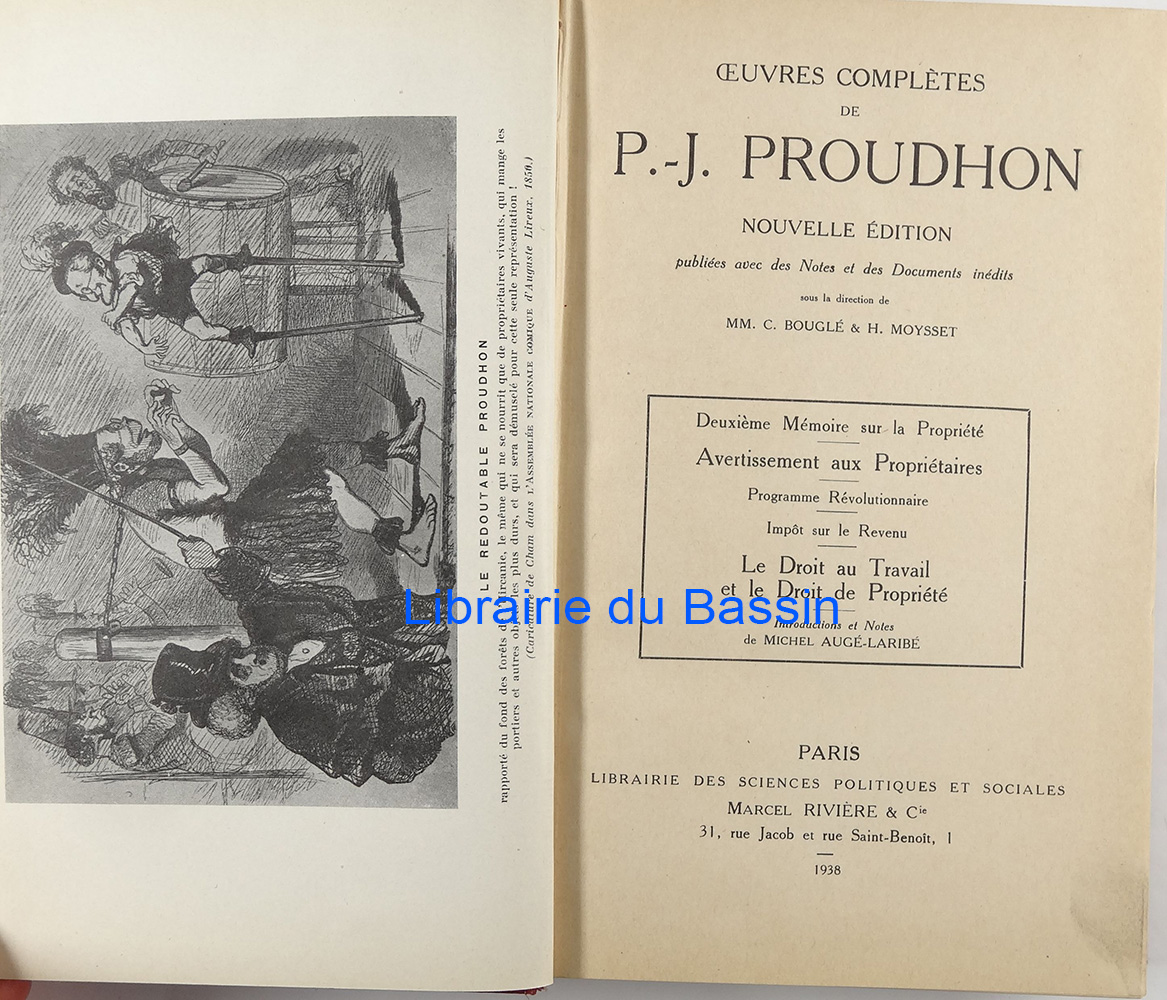 LE REDOUTABLE PROUDHON
rapporté du fond des forêts d'Hircanie, le même qui ne se nourrit que de propriétaires vivants, qui mange les
portiers et autres objets les plus durs, et qui sera démuselé pour cette seule représentation !
(Caricature de Cham dans l'ASSEMBLÉE NATIONALE COMIQUE d'Auguste Lireux, 1850.)
ŒUVRES COMPLÈTES
DE
P.-J. PROUDHON
NOUVELLE ÉDITION
publiées avec des Notes et des Documents inédits
sous la direction de
MM. C. BOUGLÉ & H. MOYSSET
Deuxième Mémoire sur la Propriété
Avertissement aux Propriétaires
Programme Révolutionnaire
Impôt sur le Revenu
Le Droit au Travail
et le Droit de Propriété
Librairie du Bassin
Introductions et Notes
de MICHEL AUGÉ-LARIBÉ
PARIS
LIBRAIRIE DES SCIENCES POLITIQUES ET SOCIALES
MARCEL RIVIÈRE & Cie
31, rue Jacob et rue Saint-Benoît, 1
1938